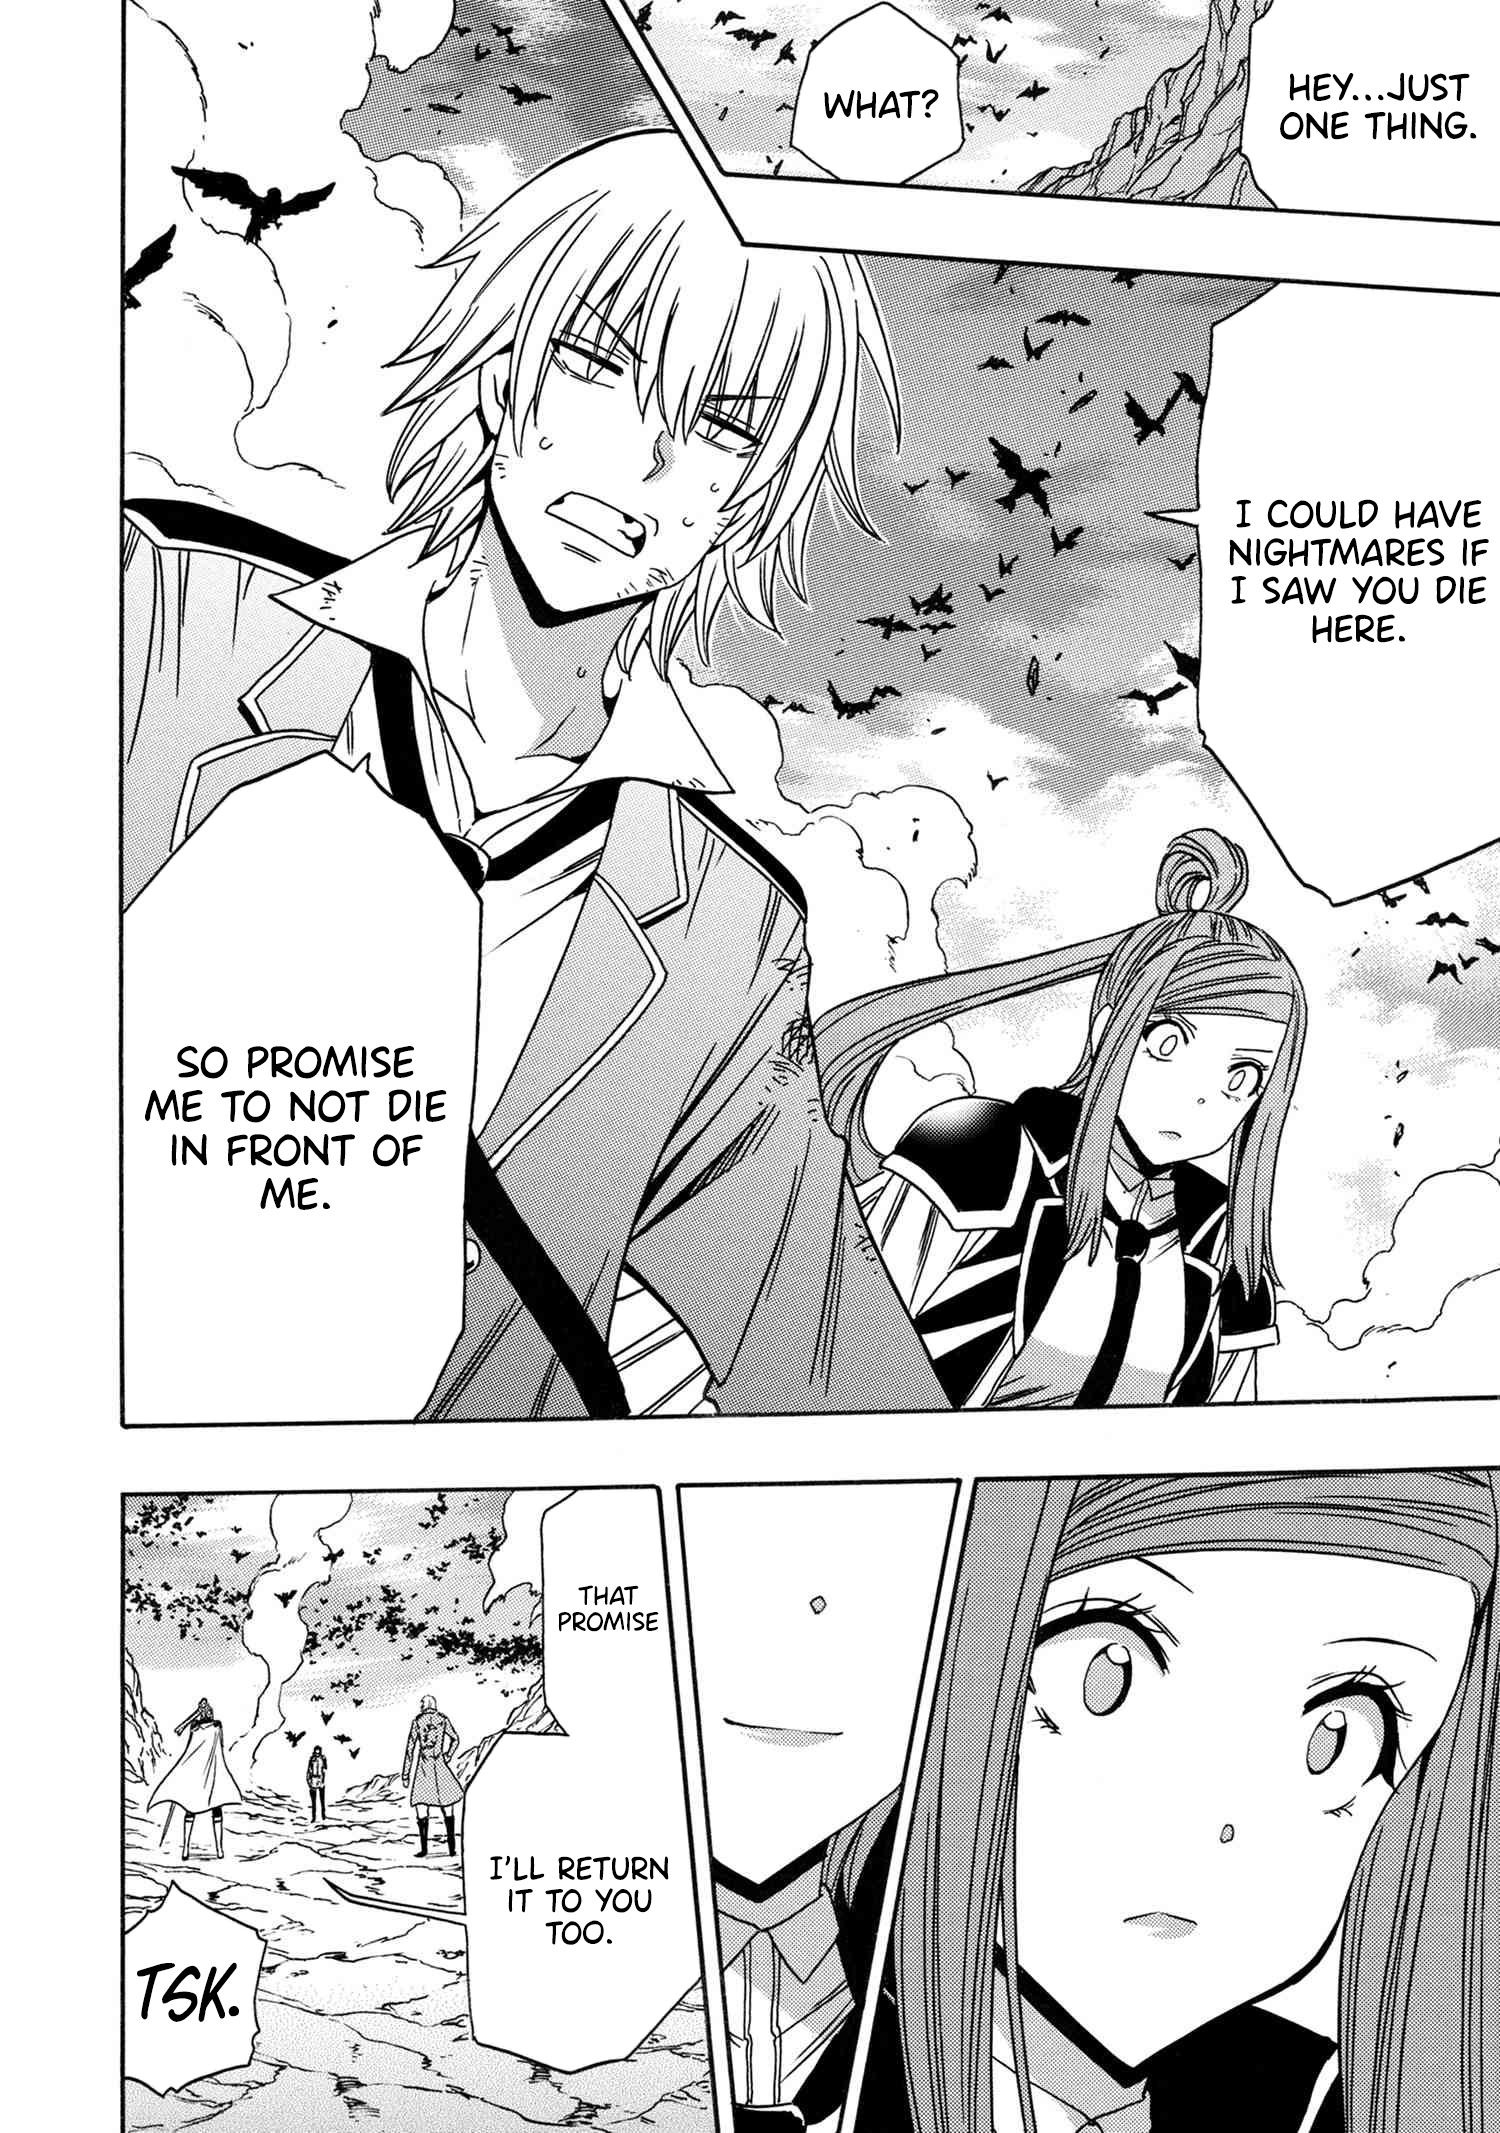 HEY...JUST
ONE THING.
WHAT?
I COULD HAVE
NIGHTMARES IF
I SAW YOU DIE
HERE.
SO PROMISE
ME TO NOT DIE
IN FRONT OF
ME.
THAT
PROMISE
I'LL RETURN
IT TO YOU
TOO.
TSK.